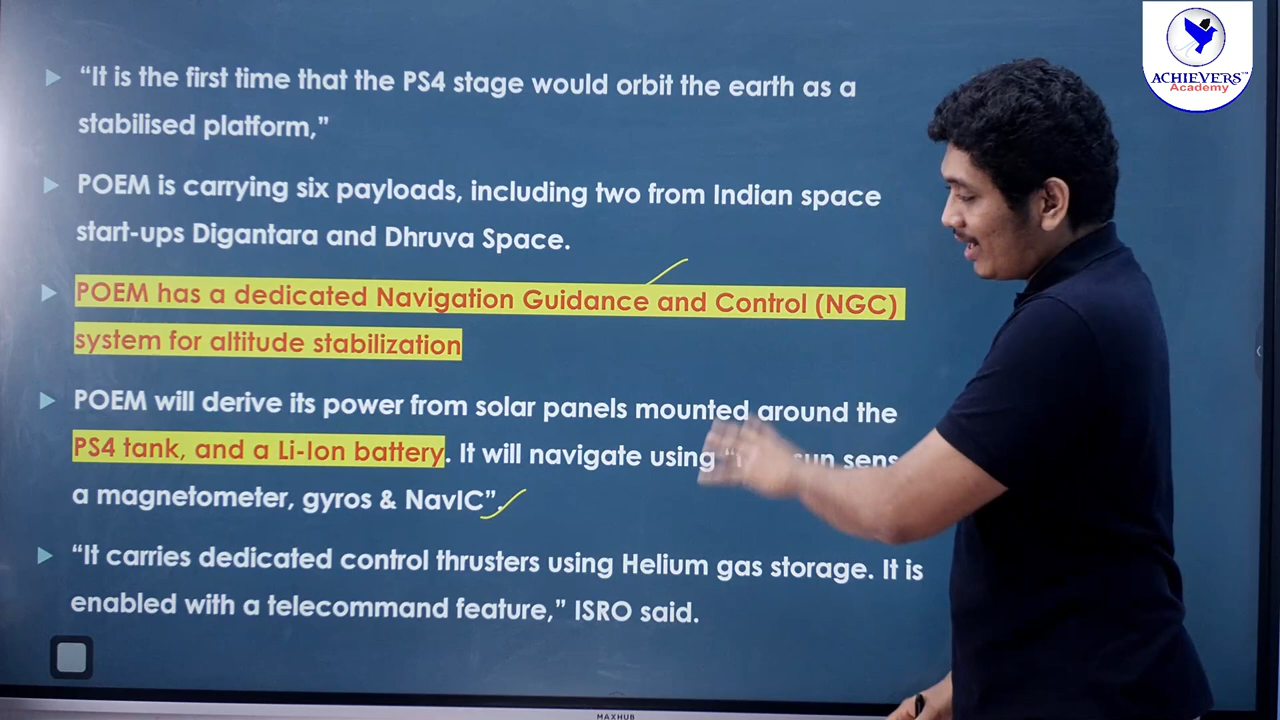 ACHIEVERS™
Academy
“It is the first time that the PS4 stage would orbit the earth as a
stabilised platform,”
POEM is carrying six payloads, including two from Indian space
start-ups Digantara and Dhruva Space.
POEM has a dedicated Navigation Guidance and Control (NGC)
system for altitude stabilization
POEM will derive its power from solar panels mounted around the
PS4 tank, and a Li-Ion battery. It will navigate using “ sun
a magnetometer, gyros & NavIC”.
“It carries dedicated control thrusters using Helium gas storage. It is
enabled with a telecommand feature,” ISRO said.
MAXHUB